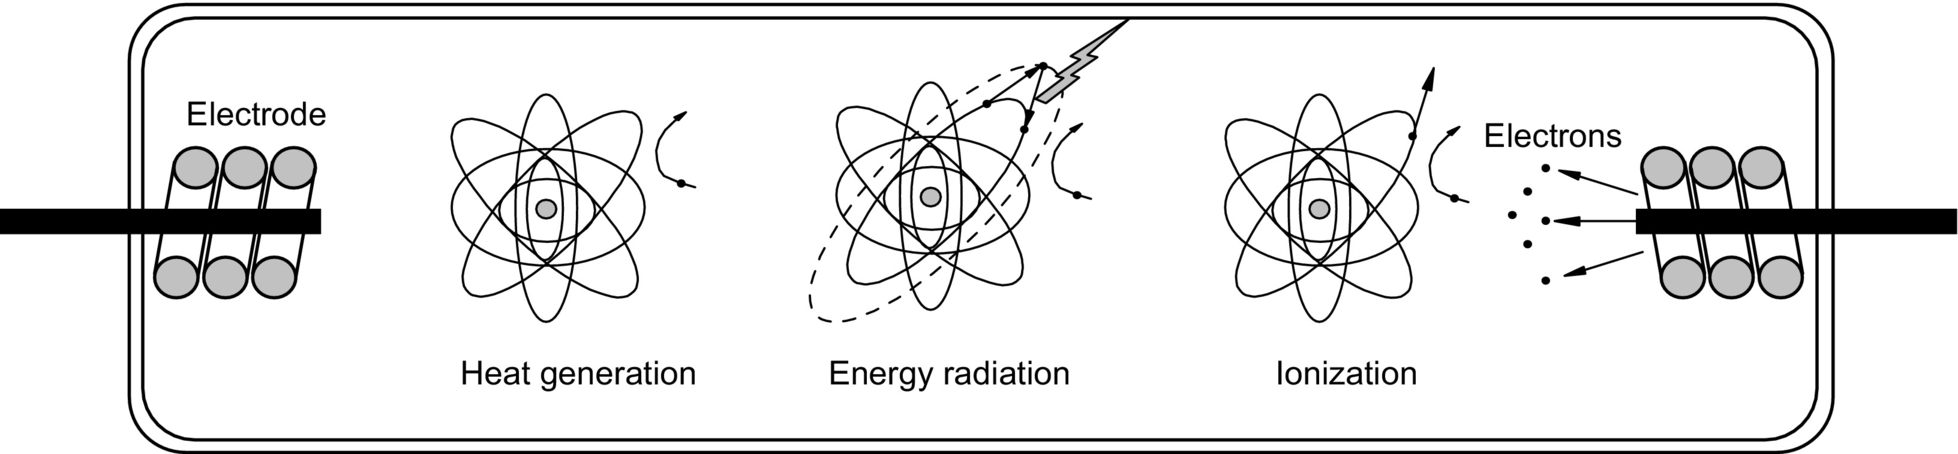 Electrode
Electrons
Heat generation
Energy radiation
Ionization